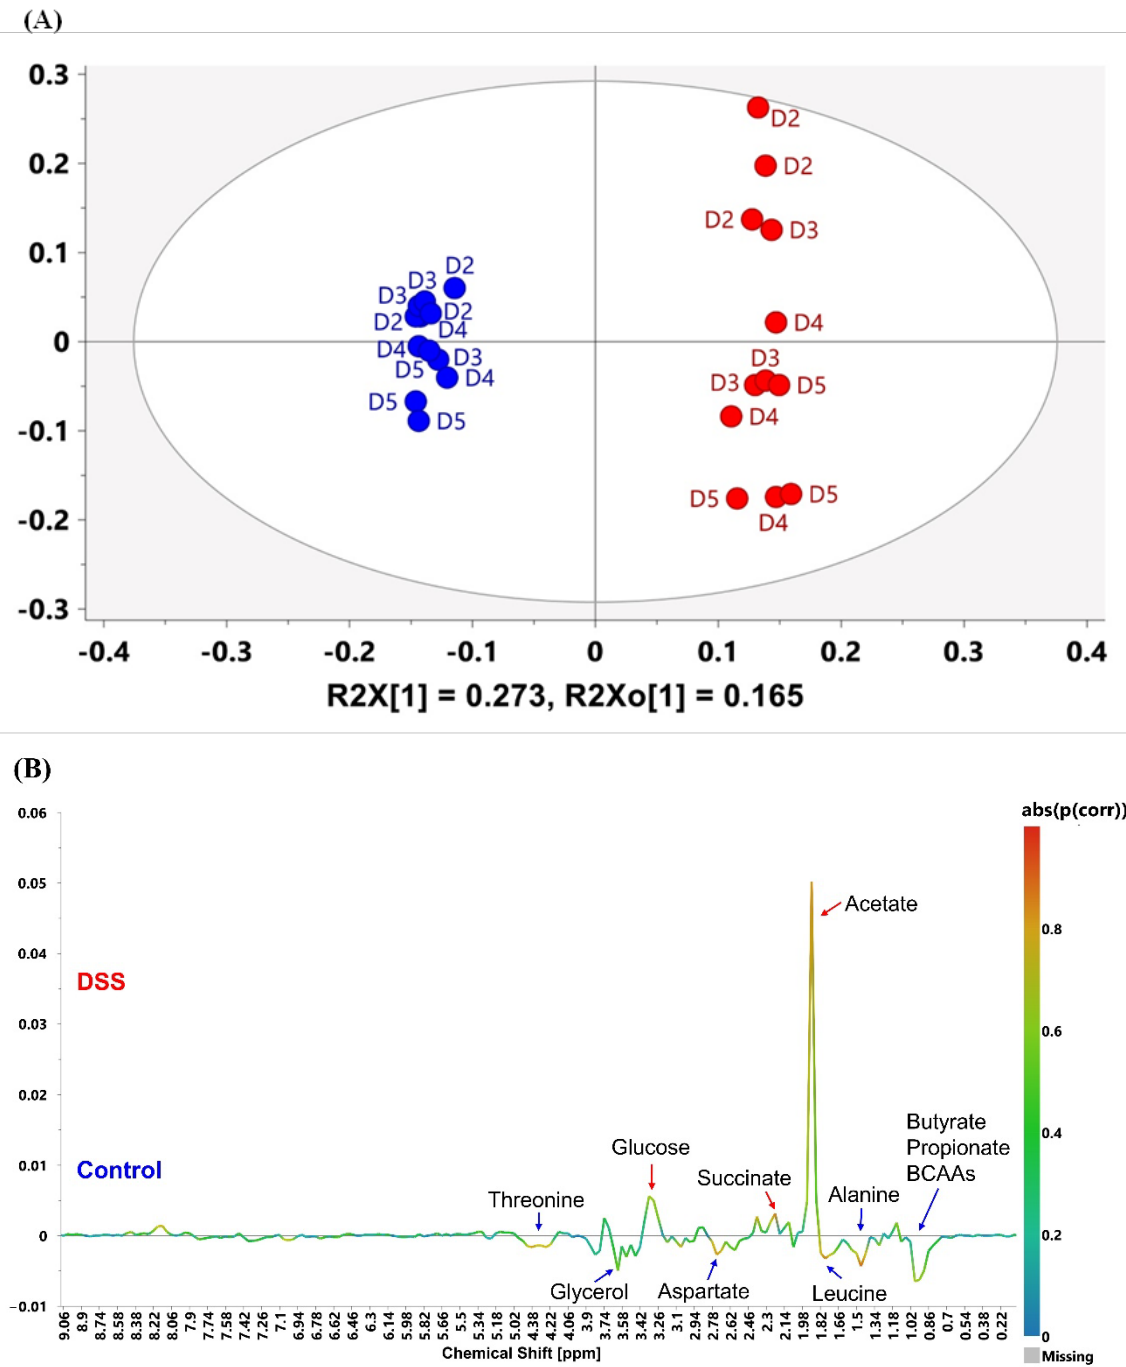 (A)
0.3
0.2
0.1
0
-0.1
-0.2
-0.3
D2
D2
D2
D3
D4
D3
D3
D5
D4
D5
D5
D4
D2
D3
D3
D2
D2
D4
D4
D3
D5
D4
D5
D5
-0.4
-0.3
-0.2
-0.1
0
0.1
0.2
0.3
0.4
R2X[1] = 0.273, R2Xo[1] = 0.165
(B)
abs(p(corr))
0.06
0.05
0.04
0.03
0.02
0.01
0
-0.01
DSS
Control
Acetate
Butyrate
Propionate
BCAAs
Glucose
Succinate
Alanine
Threonine
Glycerol
Aspartate
Leucine
0.8
0.6
0.4
0.2
0
Missing
9.06 8.9 8.74 8.58 8.38 8.22 8.06 7.9 7.74 7.58 7.42 7.26 7.1 6.94 6.78 6.62 6.46 6.3 6.14 5.98 5.82 5.66 5.5 5.34 5.18 5.02 4.38 4.22 4.06 3.9 3.74 3.58 3.42 3.26 3.1 2.94 2.78 2.62 2.46 2.3 2.14 1.98 1.82 1.66 1.5 1.34 1.18 1.02 0.86 0.7 0.54 0.38 0.22
Chemical Shift [ppm]